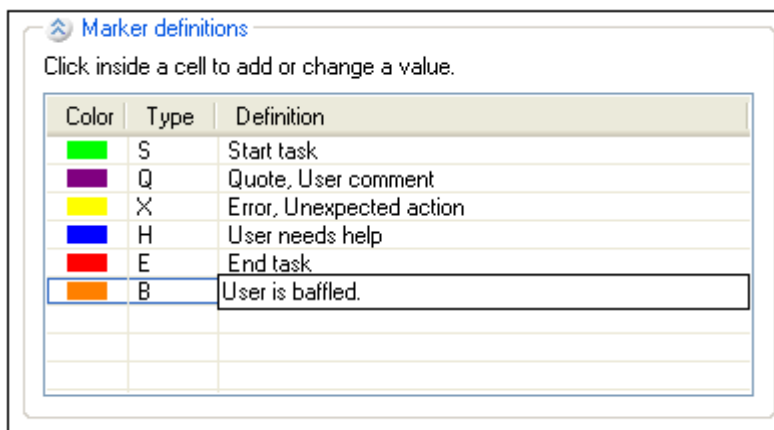 Marker definitions
Click inside a cell to add or change a value.
Color Type Definition
S Start task
Q Quote, User comment
X Error, Unexpected action
H User needs help
E End task
B User is baffled.